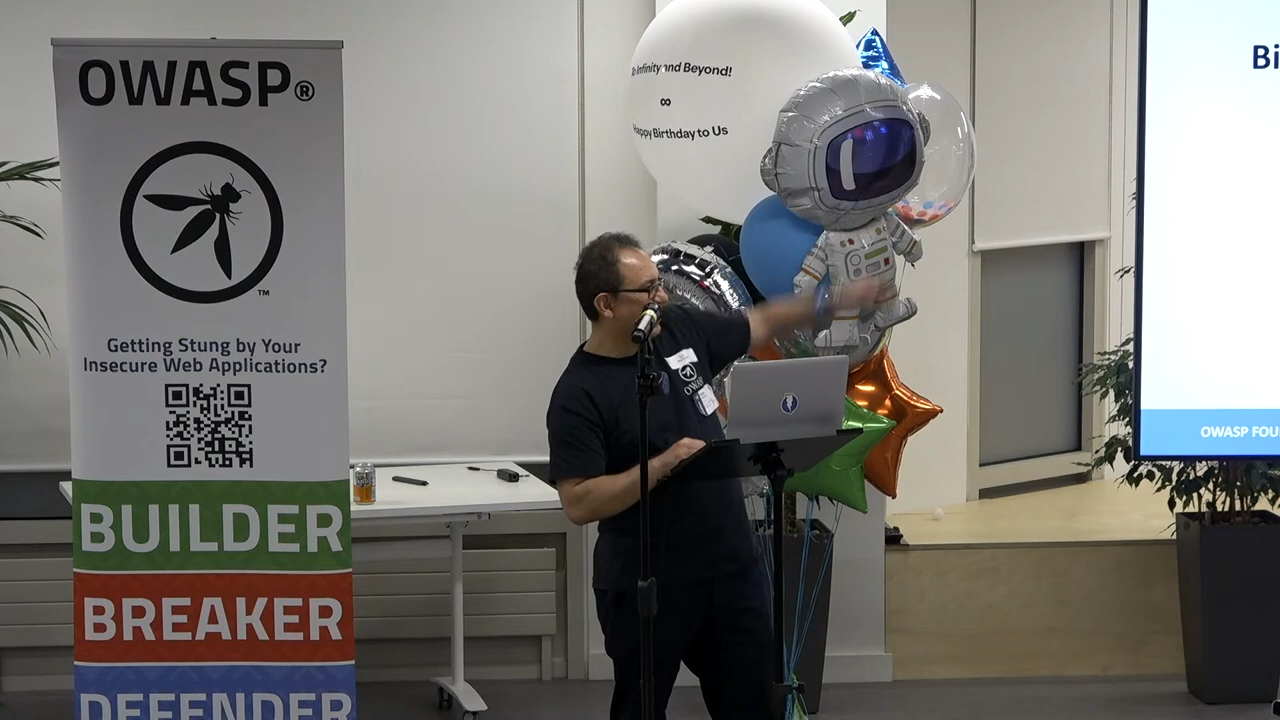 OWASP®
™
Getting Stung by Your
Insecure Web Applications?
BUILDER
BREAKER
DEFENDER
To Infinity and Beyond!
∞
Happy Birthday to Us
OWASP
Bi
OWASP FOU